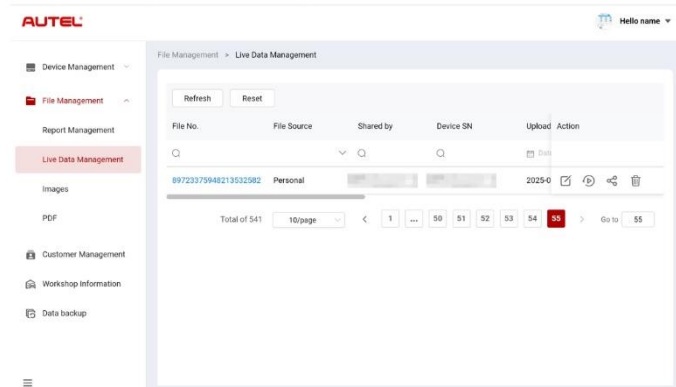 AUTEL
Hello name
File Management > Live Data Management
Device Management
File Management
Report Management
Live Data Management
Images
PDF
Customer Management
Workshop Information
Data backup
Refresh Reset
File No. File Source Shared by Device SN Upload Action
89723375948213532582 Personal 2025-0
Total of 541 10/page 1 ... 50 51 52 53 54 55 Go to 55